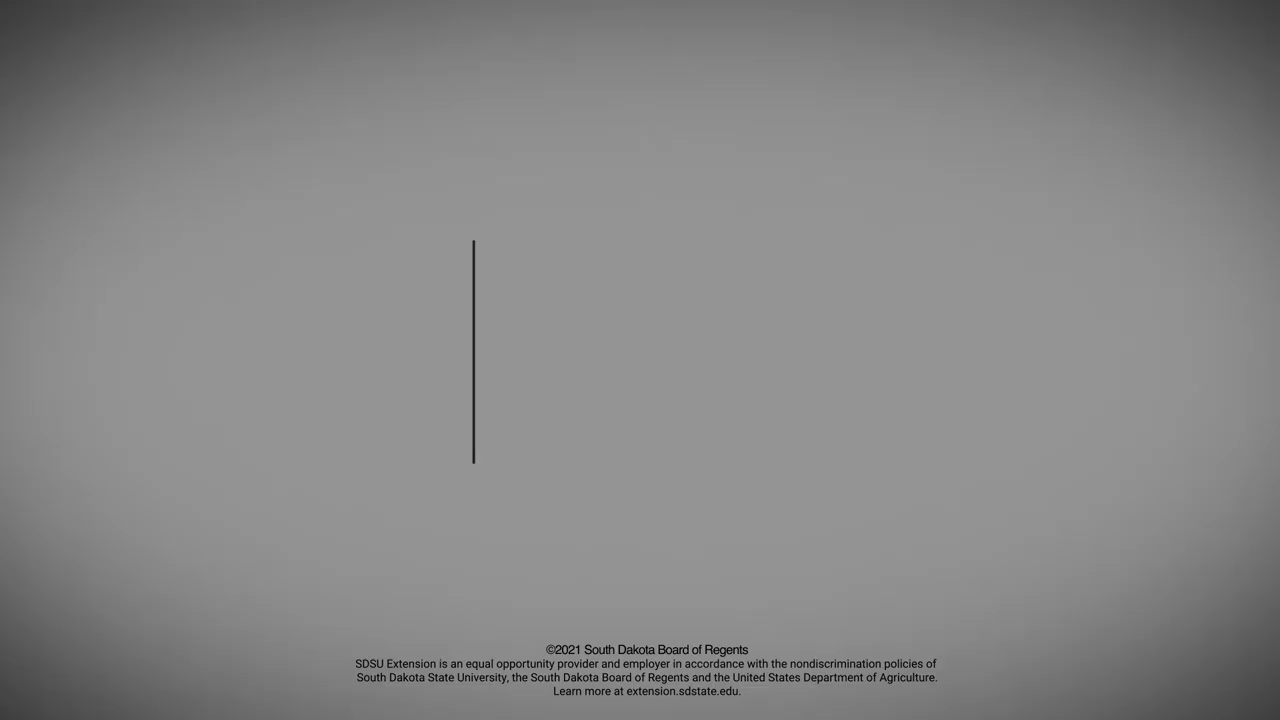 ©2021 South Dakota Board of Regents
SDSU Extension is an equal opportunity provider and employer in accordance with the nondiscrimination policies of
South Dakota State University, the South Dakota Board of Regents and the United States Department of Agriculture.
Learn more at extension.sdstate.edu.